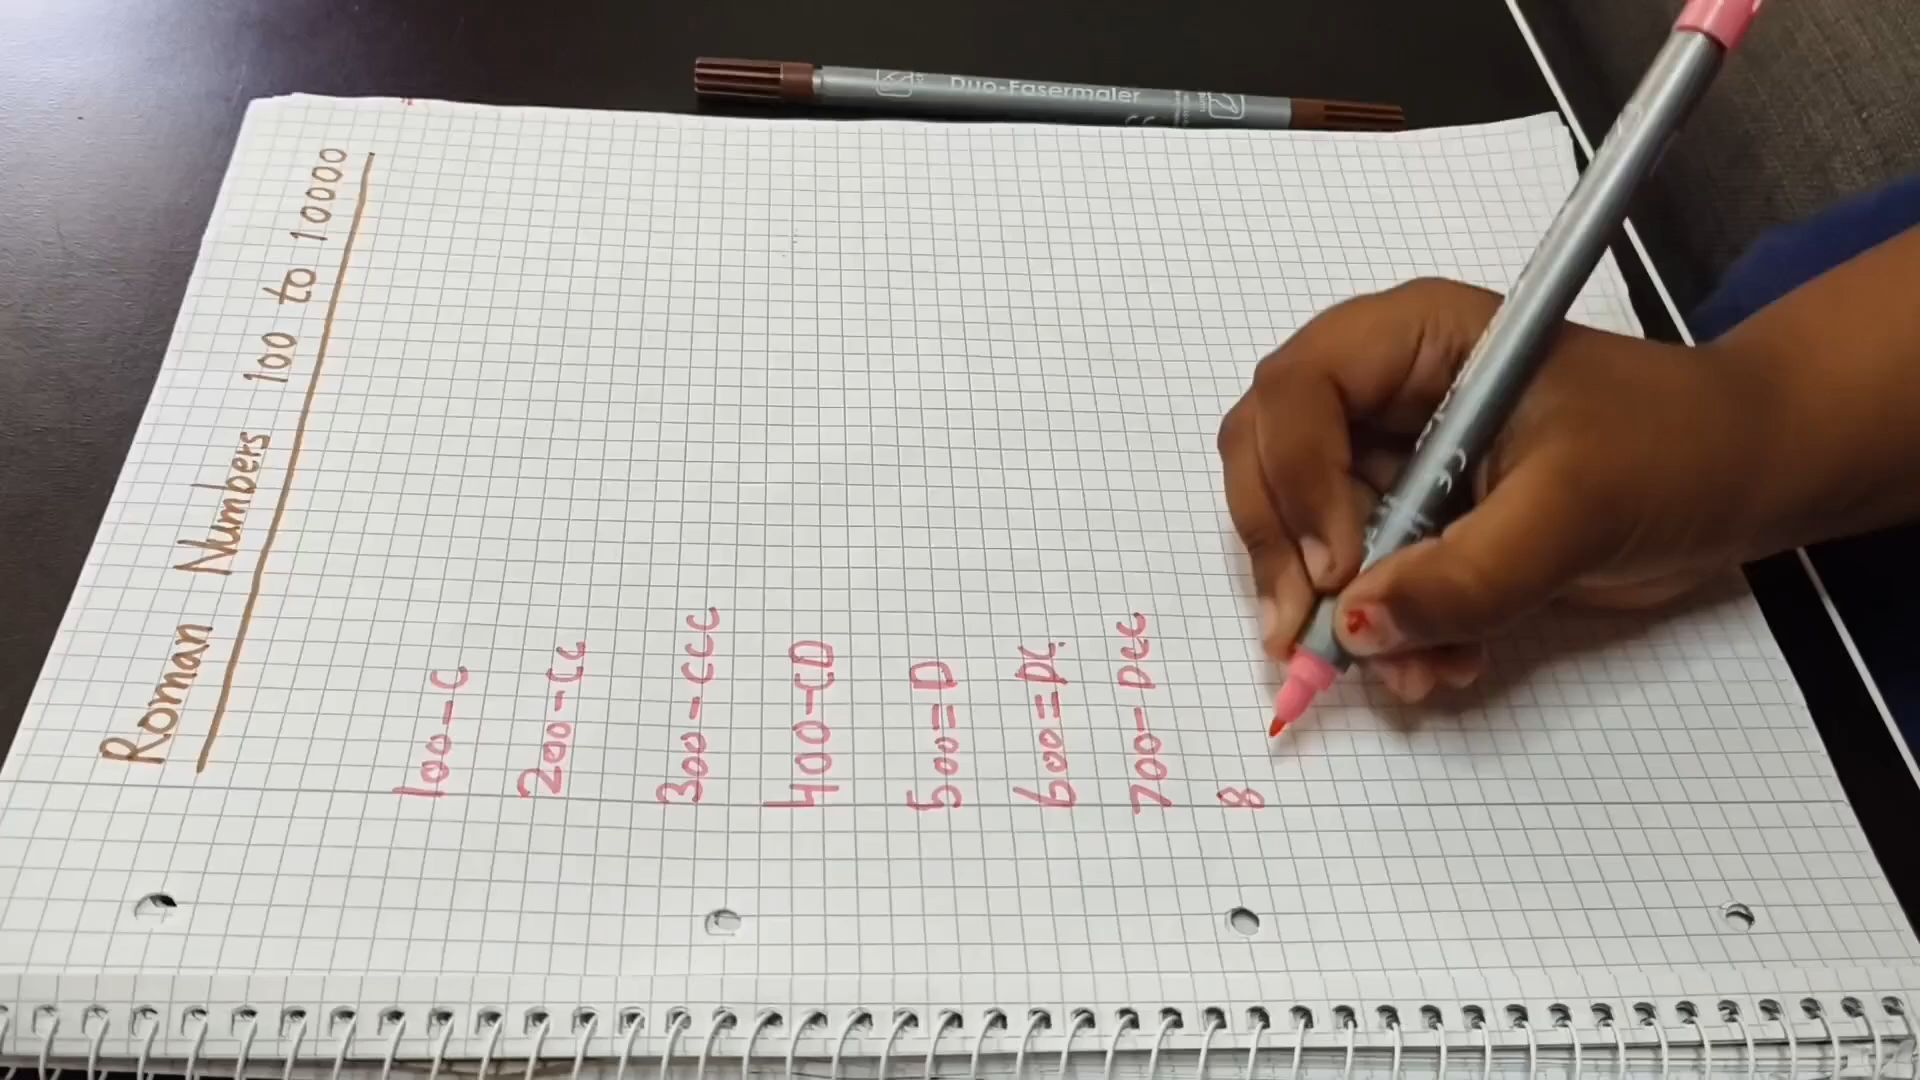 Roman Numbers 100 to 10000
100-C
200-CC
300-CCC
400-CD
500=D
600=DC
700-DCC
8
Duo-Fasermaler